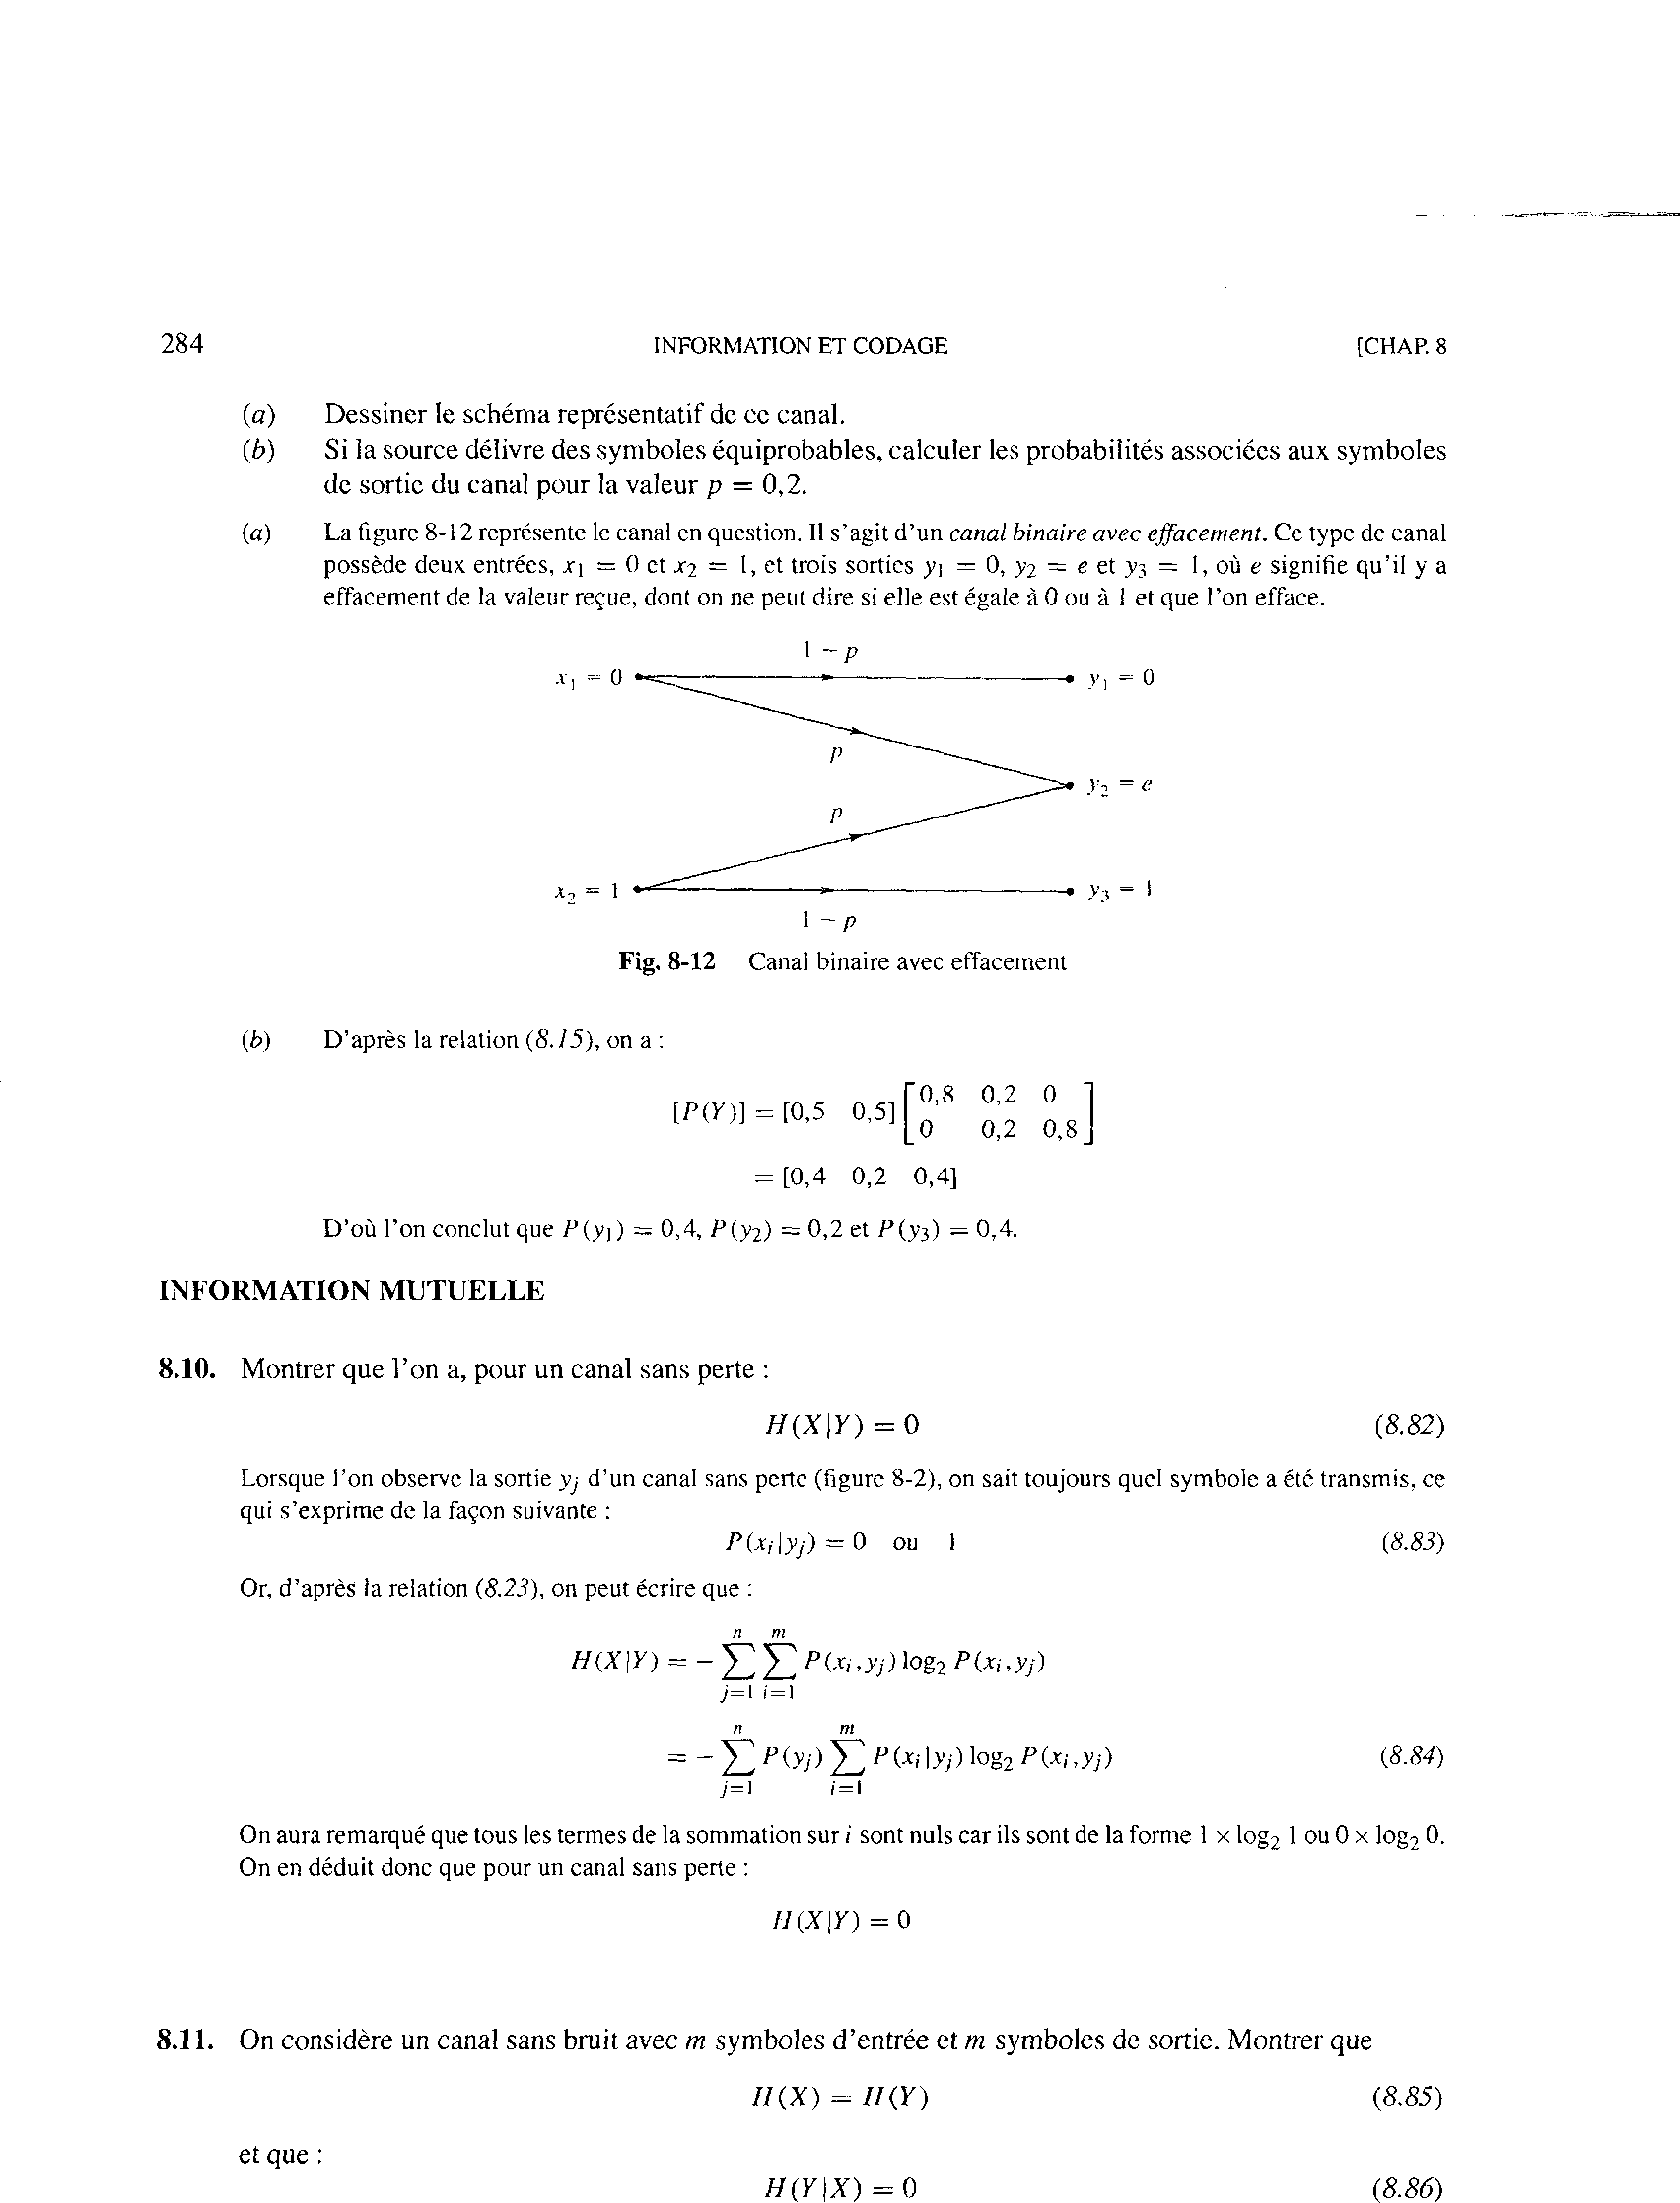 284 INFORMATION ET CODAGE [CHAP. 8
(a) Dessiner le schéma représentatif de ce canal.
(b) Si la source délivre des symboles équiprobables, calculer les probabilités associées aux symboles
de sortie du canal pour la valeur p = 0,2.
(a) La figure 8-12 représente le canal en question. Il s'agit d'un canal binaire avec effacement. Ce type de canal
possède deux entrées, x₁ = 0 et x₂ = 1, et trois sorties y₁ = 0, y₂ = e et y₃ = 1, où e signifie qu'il y a
effacement de la valeur reçue, dont on ne peut dire si elle est égale à 0 ou à 1 et que l'on efface.
1 − p
x₁ = 0 y₁ = 0
p
y₂ = e
p
x₂ = 1 y₃ = 1
1 − p
Fig. 8-12 Canal binaire avec effacement
(b) D'après la relation (8.15), on a :
[P(Y)] = [0,5 0,5] [0,8 0,2 0
0 0,2 0,8]
= [0,4 0,2 0,4]
D'où l'on conclut que P(y₁) = 0,4, P(y₂) = 0,2 et P(y₃) = 0,4.
INFORMATION MUTUELLE
8.10. Montrer que l'on a, pour un canal sans perte :
H(X|Y) = 0 (8.82)
Lorsque l'on observe la sortie yⱼ d'un canal sans perte (figure 8-2), on sait toujours quel symbole a été transmis, ce
qui s'exprime de la façon suivante :
P(xᵢ|yⱼ) = 0 ou 1 (8.83)
Or, d'après la relation (8.23), on peut écrire que :
H(X|Y) = − ∑_{j=1}^{n} ∑_{i=1}^{m} P(xᵢ,yⱼ) log₂ P(xᵢ,yⱼ)
= − ∑_{j=1}^{n} P(yⱼ) ∑_{i=1}^{m} P(xᵢ|yⱼ) log₂ P(xᵢ,yⱼ) (8.84)
On aura remarqué que tous les termes de la sommation sur i sont nuls car ils sont de la forme 1 × log₂ 1 ou 0 × log₂ 0.
On en déduit donc que pour un canal sans perte :
H(X|Y) = 0
8.11. On considère un canal sans bruit avec m symboles d'entrée et m symboles de sortie. Montrer que
H(X) = H(Y) (8.85)
et que :
H(Y|X) = 0 (8.86)